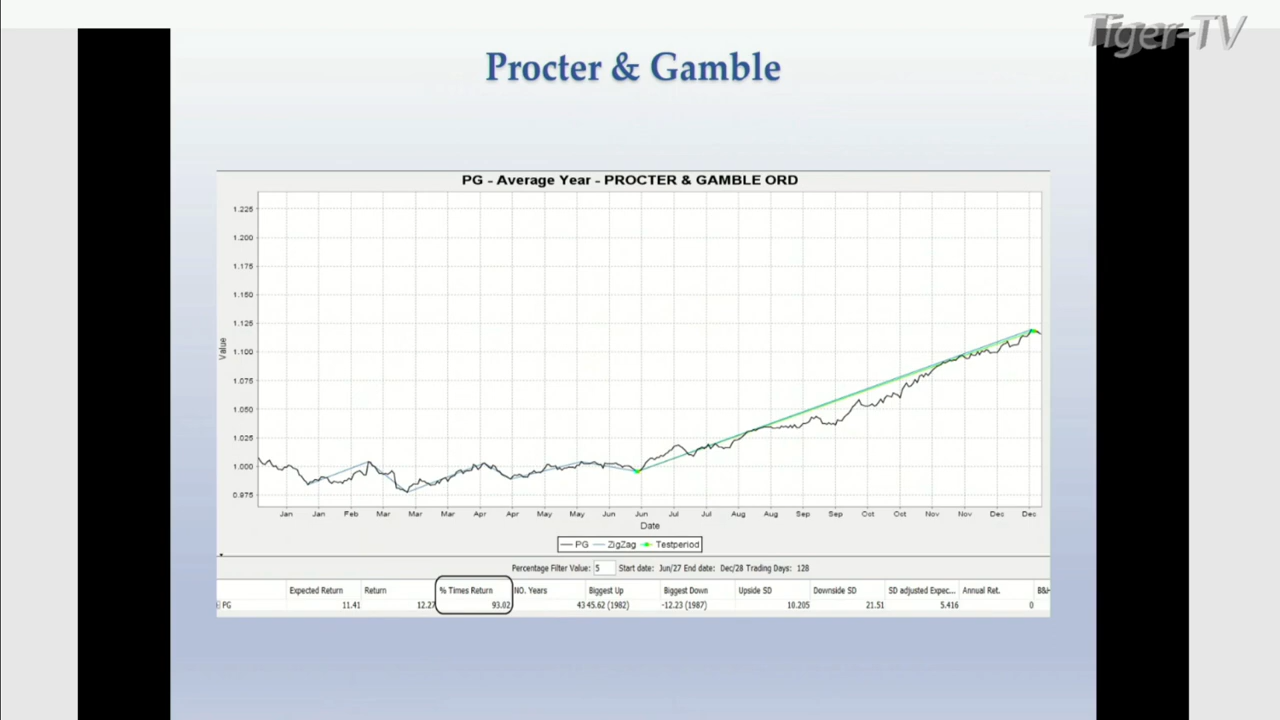 Tiger-TV
Procter & Gamble
PG - Average Year - PROCTER & GAMBLE ORD
1.225
1.200
1.175
1.150
1.125
1.100
1.075
1.050
1.025
1.000
0.975
Value
Jan Jan Feb Mar Mar Mar Apr Apr May May Jun Jun Jul Jul Aug Aug Sep Sep Oct Oct Nov Nov Dec Dec
Date
PG ZigZag Testperiod
Percentage Filter Value: 5 Start date: Jun/27 End date: Dec/28 Trading Days: 128
Expected Return Return % Times Return NO. Years Biggest Up Biggest Down Upside SD Downside SD SD adjusted Expec... Annual Ret. B&H
PG 11.41 12.27 93.02 43 45.62 (1982) -12.23 (1987) 10.205 21.51 5.416 0